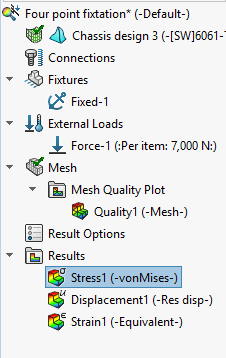 Four point fixtation* (-Default-)
Chassis design 3 (-[SW]6061-T
Connections
Fixtures
Fixed-1
External Loads
Force-1 (:Per item: 7,000 N:)
Mesh
Mesh Quality Plot
Quality1 (-Mesh-)
Result Options
Results
Stress1 (-vonMises-)
Displacement1 (-Res disp-)
Strain1 (-Equivalent-)